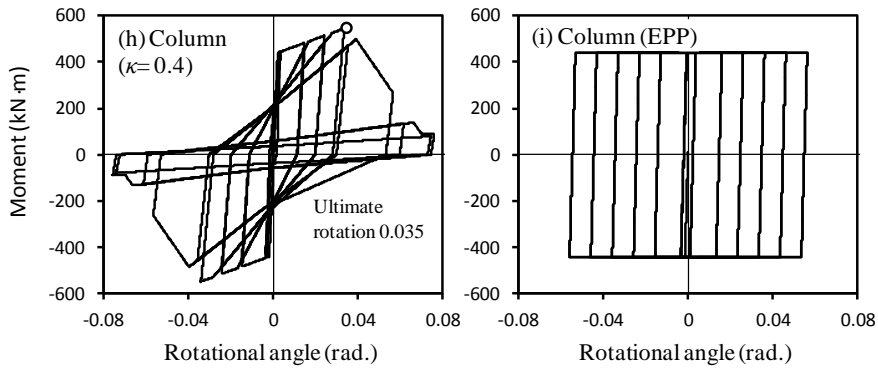 600
400
200
0
-200
-400
-600
Moment (kN·m)
(h) Column
(κ= 0.4)
Ultimate
rotation 0.035
-0.08 -0.04 0 0.04 0.08
Rotational angle (rad.)
600
400
200
0
-200
-400
-600
(i) Column (EPP)
-0.08 -0.04 0 0.04 0.08
Rotational angle (rad.)